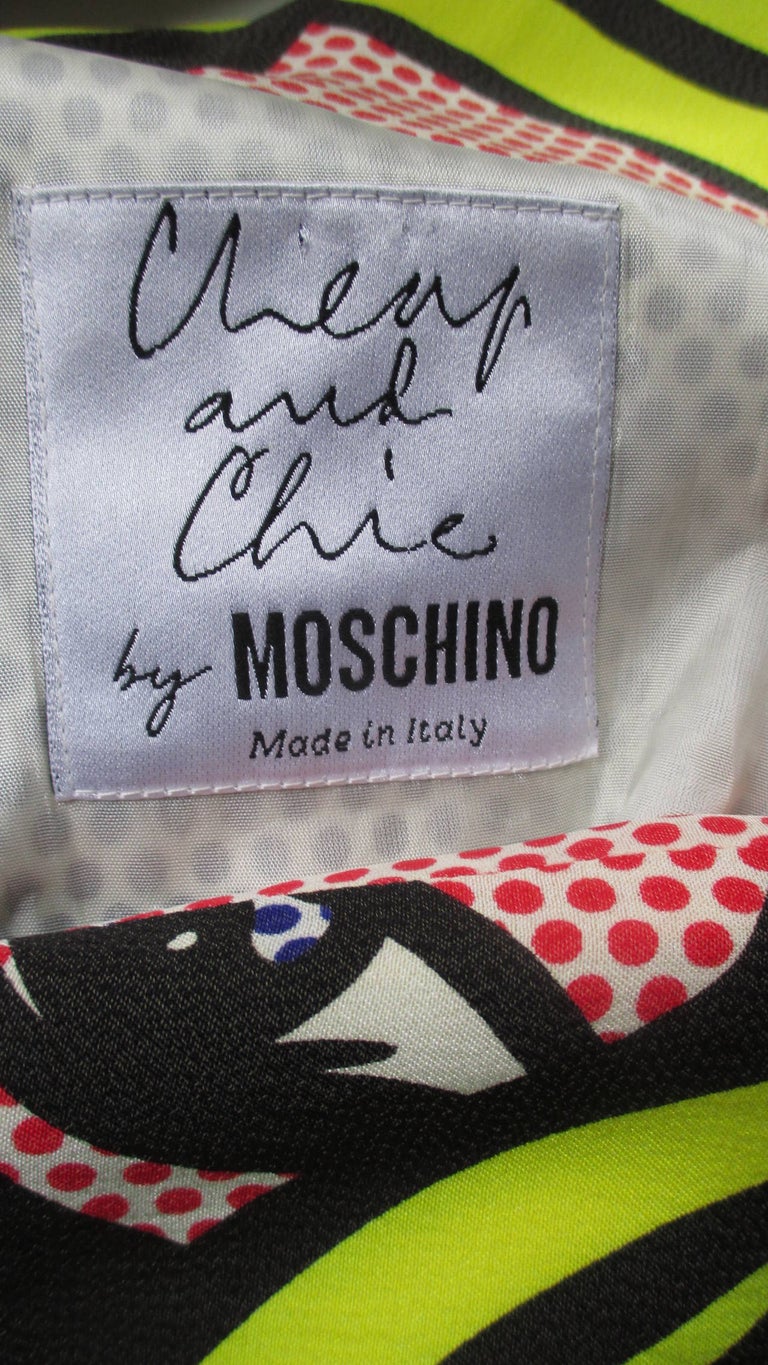 Cheap
and
Chic
by MOSCHINO
Made in Italy